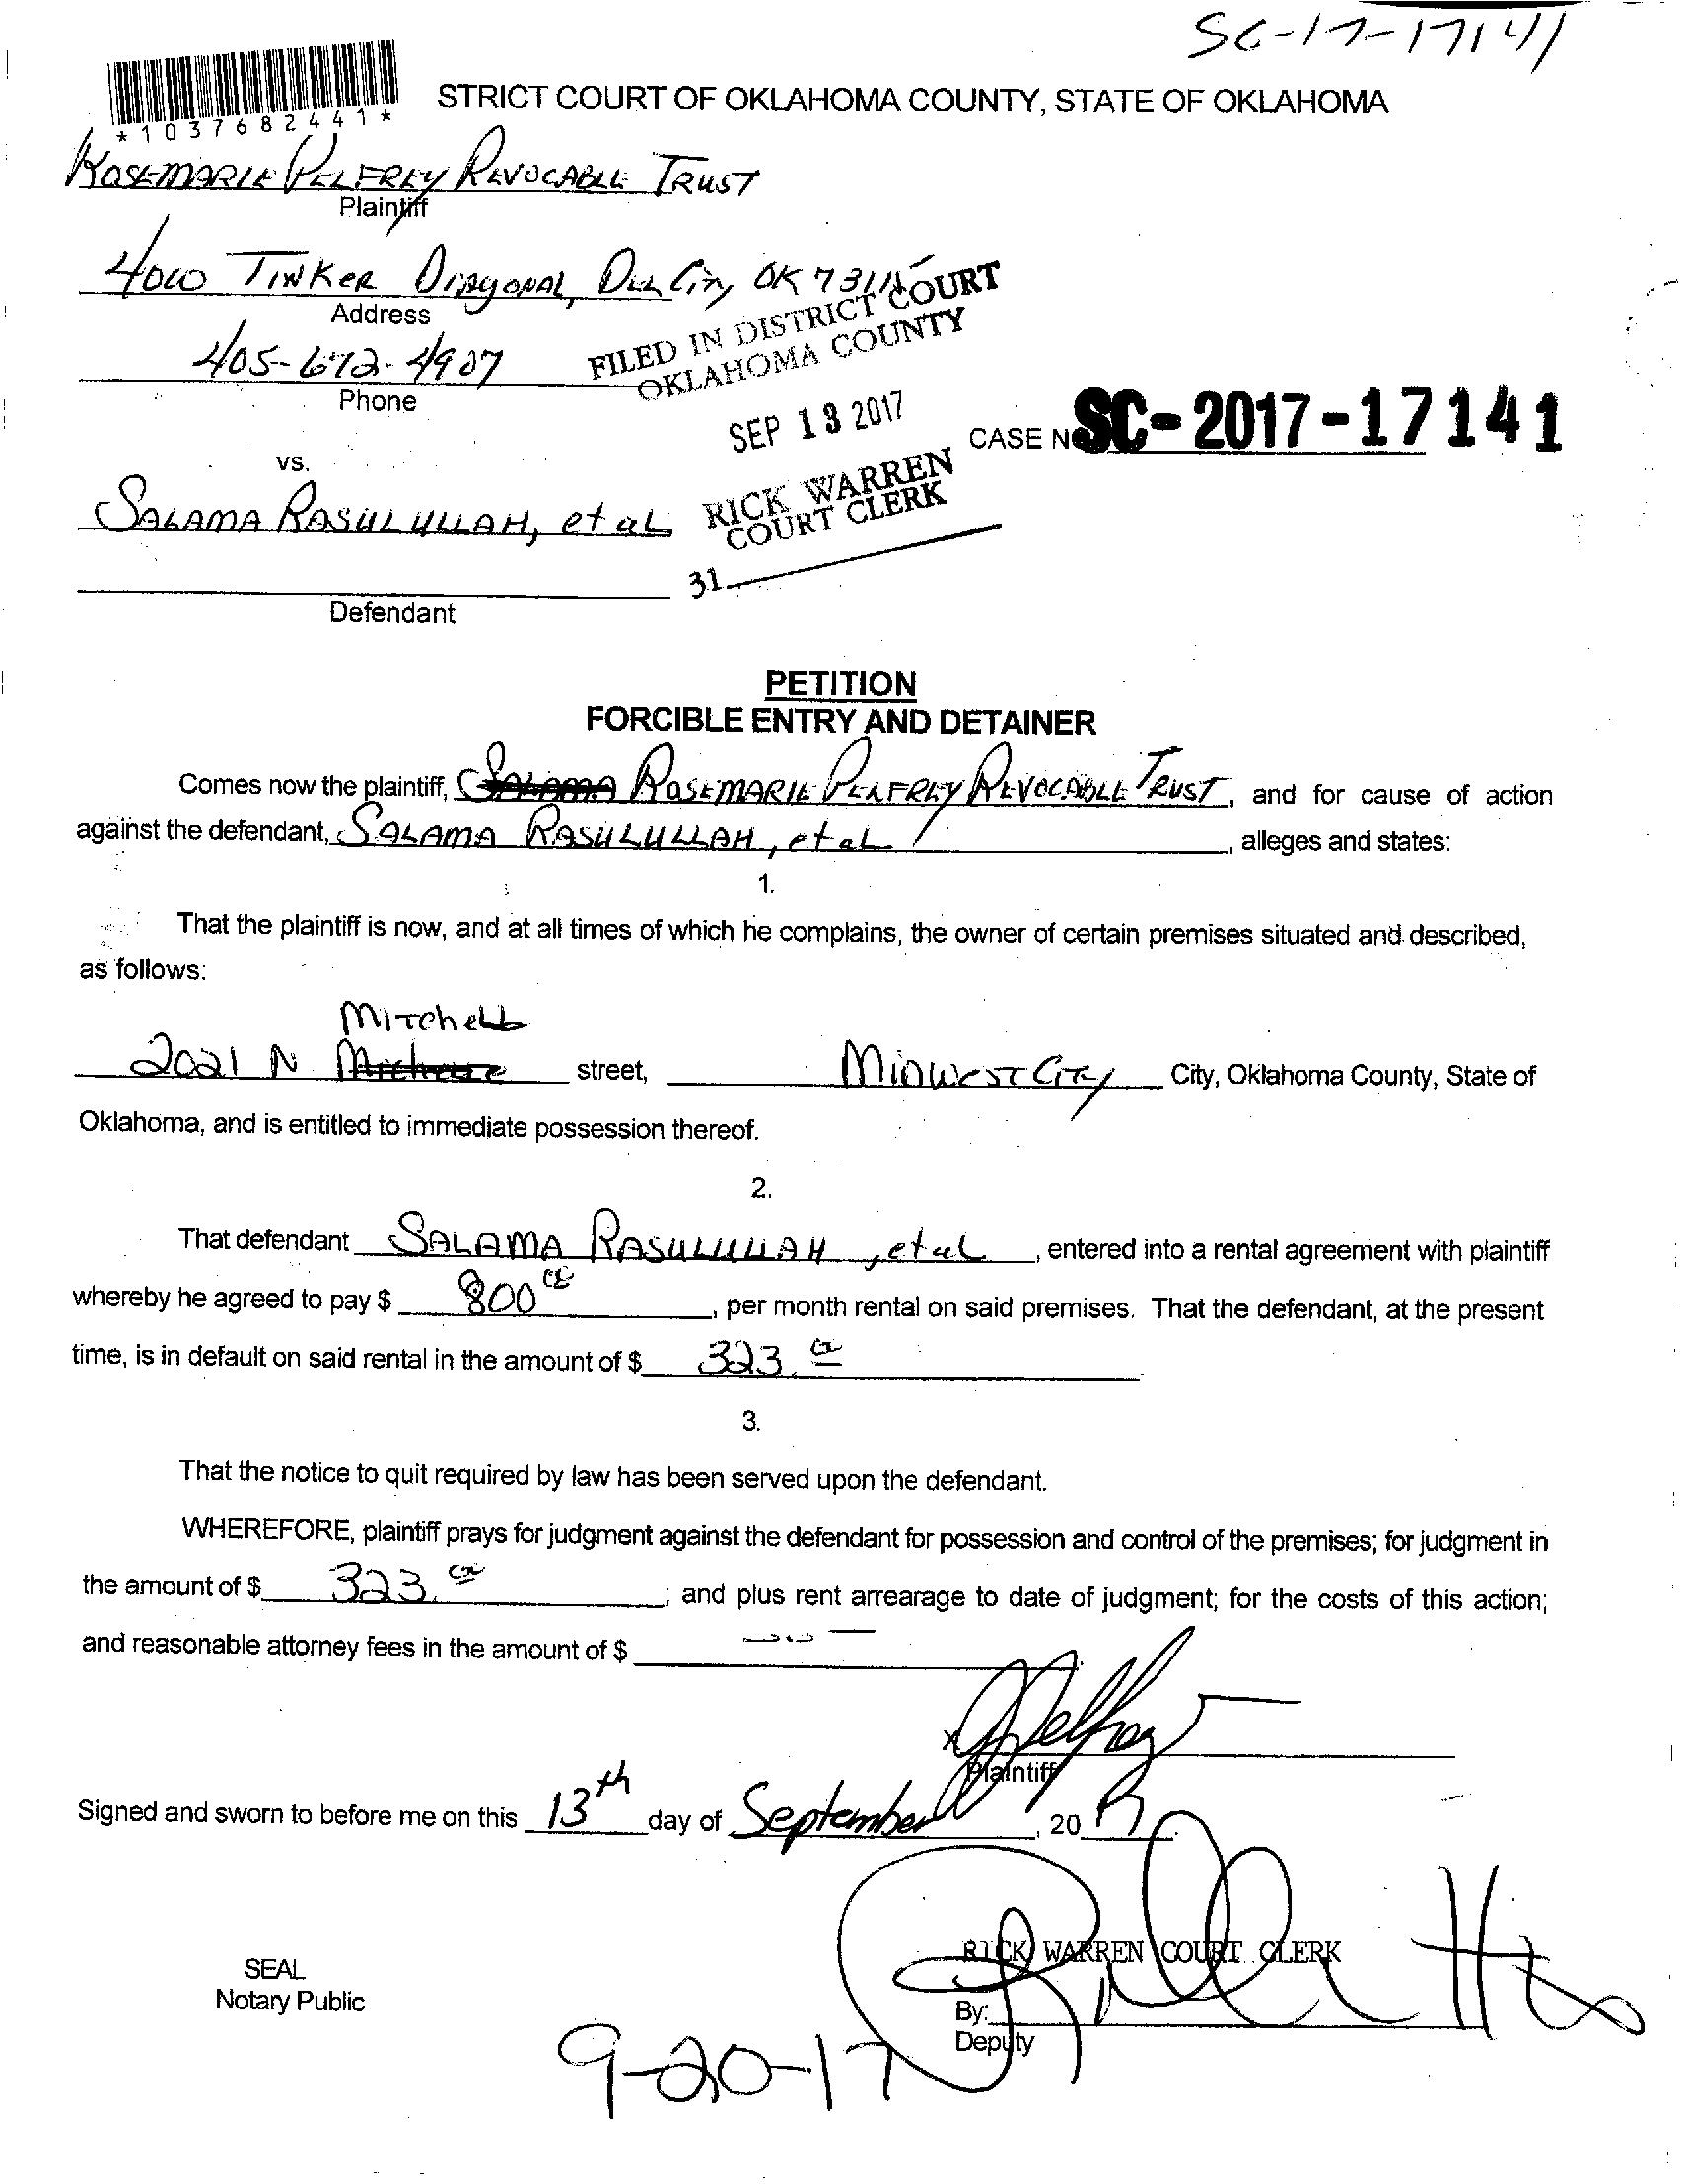 SC-17-17141
*1037682441*
STRICT COURT OF OKLAHOMA COUNTY, STATE OF OKLAHOMA
ROSEMARIE PELFREY REVOCABLE TRUST
Plaintiff
TINKER DIAGONAL, DEL CITY, OK 73115
Address
405-672-4907
Phone
FILED IN DISTRICT COURT
OKLAHOMA COUNTY
SEP 13 2017
CASE NO SC-2017-17141
vs.
RICK WARREN
COURT CLERK
SALAMA RASULULLAH, et al
31
Defendant
PETITION
FORCIBLE ENTRY AND DETAINER
Comes now the plaintiff, SALAMA ROSEMARIE PELFREY REVOCABLE TRUST, and for cause of action
against the defendant, SALAMA RASULULLAH, et al, alleges and states:
1.
That the plaintiff is now, and at all times of which he complains, the owner of certain premises situated and described,
as follows:
Mitchell
2021 N street, MIDWEST CITY City, Oklahoma County, State of
Oklahoma, and is entitled to immediate possession thereof.
2.
That defendant SALAMA RASULULLAH, et al, entered into a rental agreement with plaintiff
whereby he agreed to pay $ 800 00, per month rental on said premises. That the defendant, at the present
time, is in default on said rental in the amount of $ 323. 00
3.
That the notice to quit required by law has been served upon the defendant.
WHEREFORE, plaintiff prays for judgment against the defendant for possession and control of the premises; for judgment in
the amount of $ 323. 00; and plus rent arrearage to date of judgment; for the costs of this action;
and reasonable attorney fees in the amount of $
x Pelfrey
Plaintiff
Signed and sworn to before me on this 13th day of September, 2017
RICK WARREN COURT CLERK
SEAL
Notary Public
By:
Deputy
9-20-17